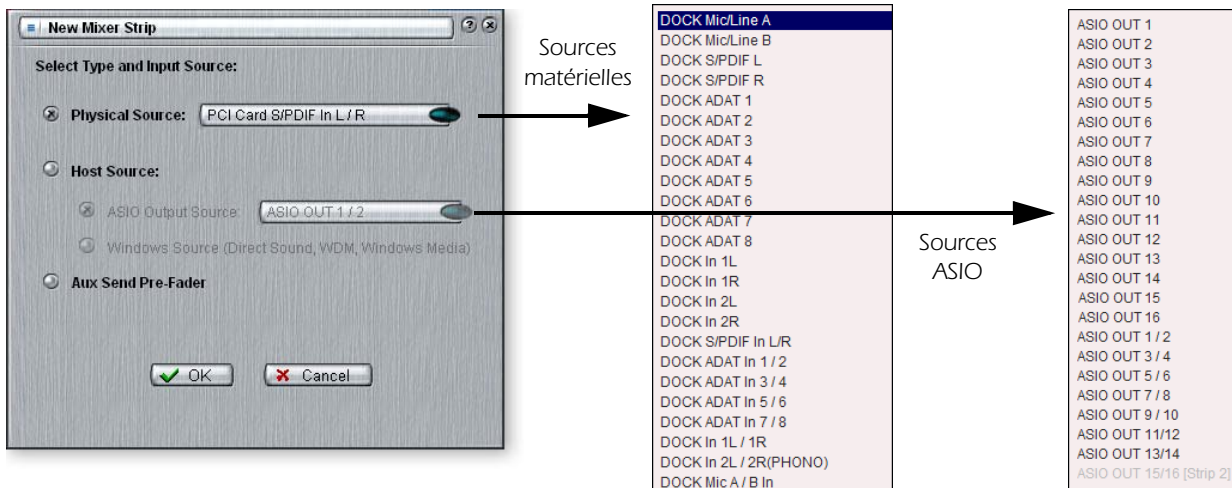 New Mixer Strip
Select Type and Input Source:
Physical Source: PCI Card S/PDIF In L / R
Host Source:
ASIO Output Source: ASIO OUT 1 / 2
Windows Source (Direct Sound, WDM, Windows Media)
Aux Send Pre-Fader
OK Cancel
Sources
matérielles
DOCK Mic/Line A
DOCK Mic/Line B
DOCK S/PDIF L
DOCK S/PDIF R
DOCK ADAT 1
DOCK ADAT 2
DOCK ADAT 3
DOCK ADAT 4
DOCK ADAT 5
DOCK ADAT 6
DOCK ADAT 7
DOCK ADAT 8
DOCK In 1L
DOCK In 1R
DOCK In 2L
DOCK In 2R
DOCK S/PDIF In L/R
DOCK ADAT In 1 / 2
DOCK ADAT In 3 / 4
DOCK ADAT In 5 / 6
DOCK ADAT In 7 / 8
DOCK In 1L / 1R
DOCK In 2L / 2R(PHONO)
DOCK Mic A / B In
Sources
ASIO
ASIO OUT 1
ASIO OUT 2
ASIO OUT 3
ASIO OUT 4
ASIO OUT 5
ASIO OUT 6
ASIO OUT 7
ASIO OUT 8
ASIO OUT 9
ASIO OUT 10
ASIO OUT 11
ASIO OUT 12
ASIO OUT 13
ASIO OUT 14
ASIO OUT 15
ASIO OUT 16
ASIO OUT 1 / 2
ASIO OUT 3 / 4
ASIO OUT 5 / 6
ASIO OUT 7 / 8
ASIO OUT 9 / 10
ASIO OUT 11/12
ASIO OUT 13/14
ASIO OUT 15/16 [Strip 2]